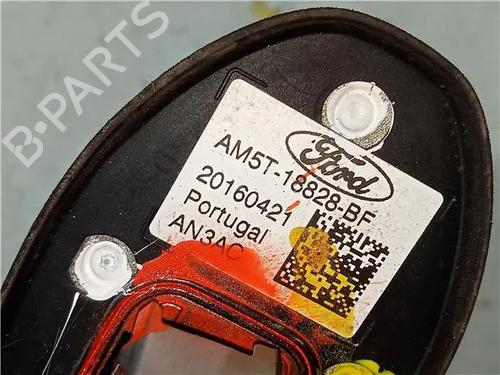 B-PARTS
Ford
AM5T-18828-BF
20160421
Portugal
AN3AC